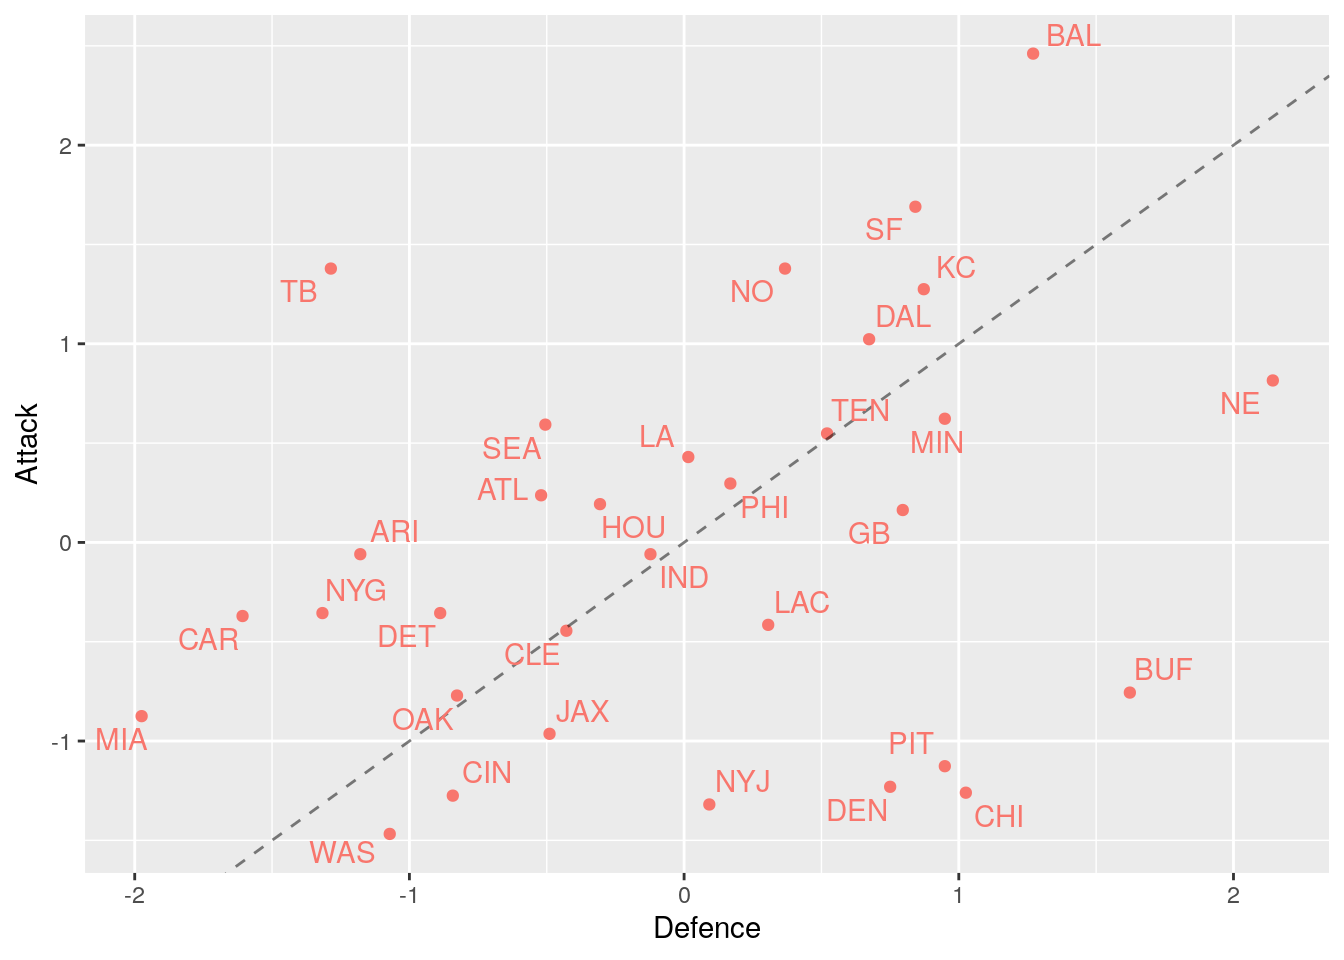 BAL
2
SF
KC
TB
NO
DAL
1
NE
TEN
SEA
LA
MIN
Attack
ATL
PHI
HOU
GB
ARI
0
IND
NYG
LAC
CAR
DET
CLE
BUF
OAK
JAX
MIA
-1
PIT
CIN
NYJ
DEN
CHI
WAS
-2
-1
0
1
2
Defence